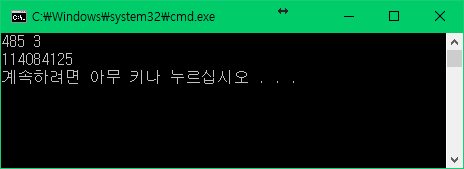 C:₩Windows₩system32₩cmd.exe
485 3
114084125
계속하려면 아무 키나 누르십시오 . . .